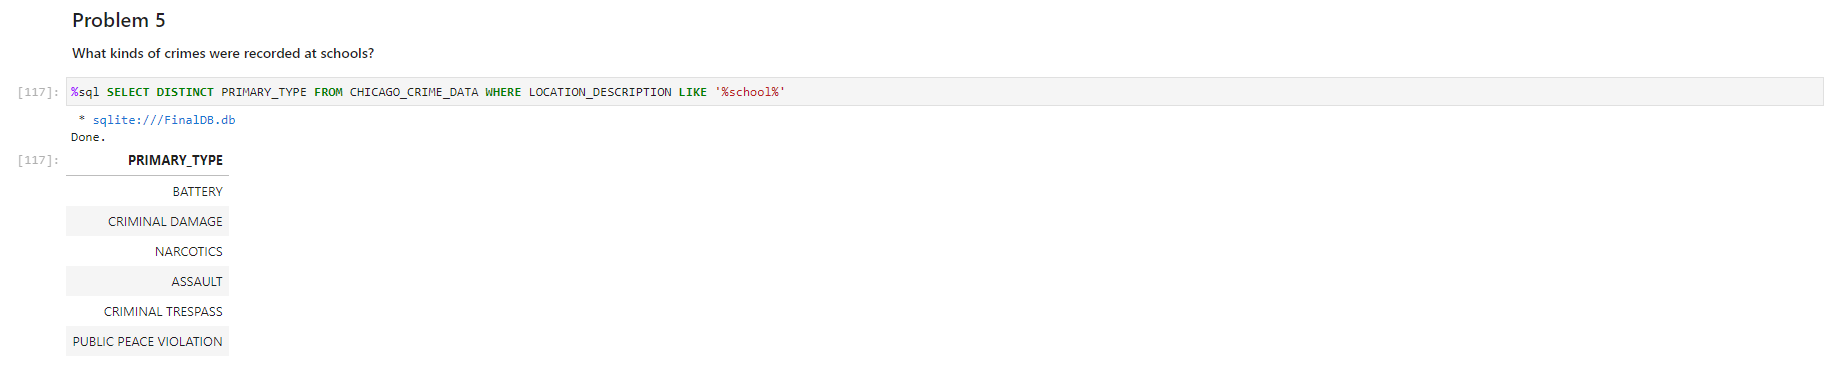 Problem 5
What kinds of crimes were recorded at schools?
[117]: %sql SELECT DISTINCT PRIMARY_TYPE FROM CHICAGO_CRIME_DATA WHERE LOCATION_DESCRIPTION LIKE '%school%'
* sqlite:///FinalDB.db
Done.
[117]: PRIMARY_TYPE
BATTERY
CRIMINAL DAMAGE
NARCOTICS
ASSAULT
CRIMINAL TRESPASS
PUBLIC PEACE VIOLATION